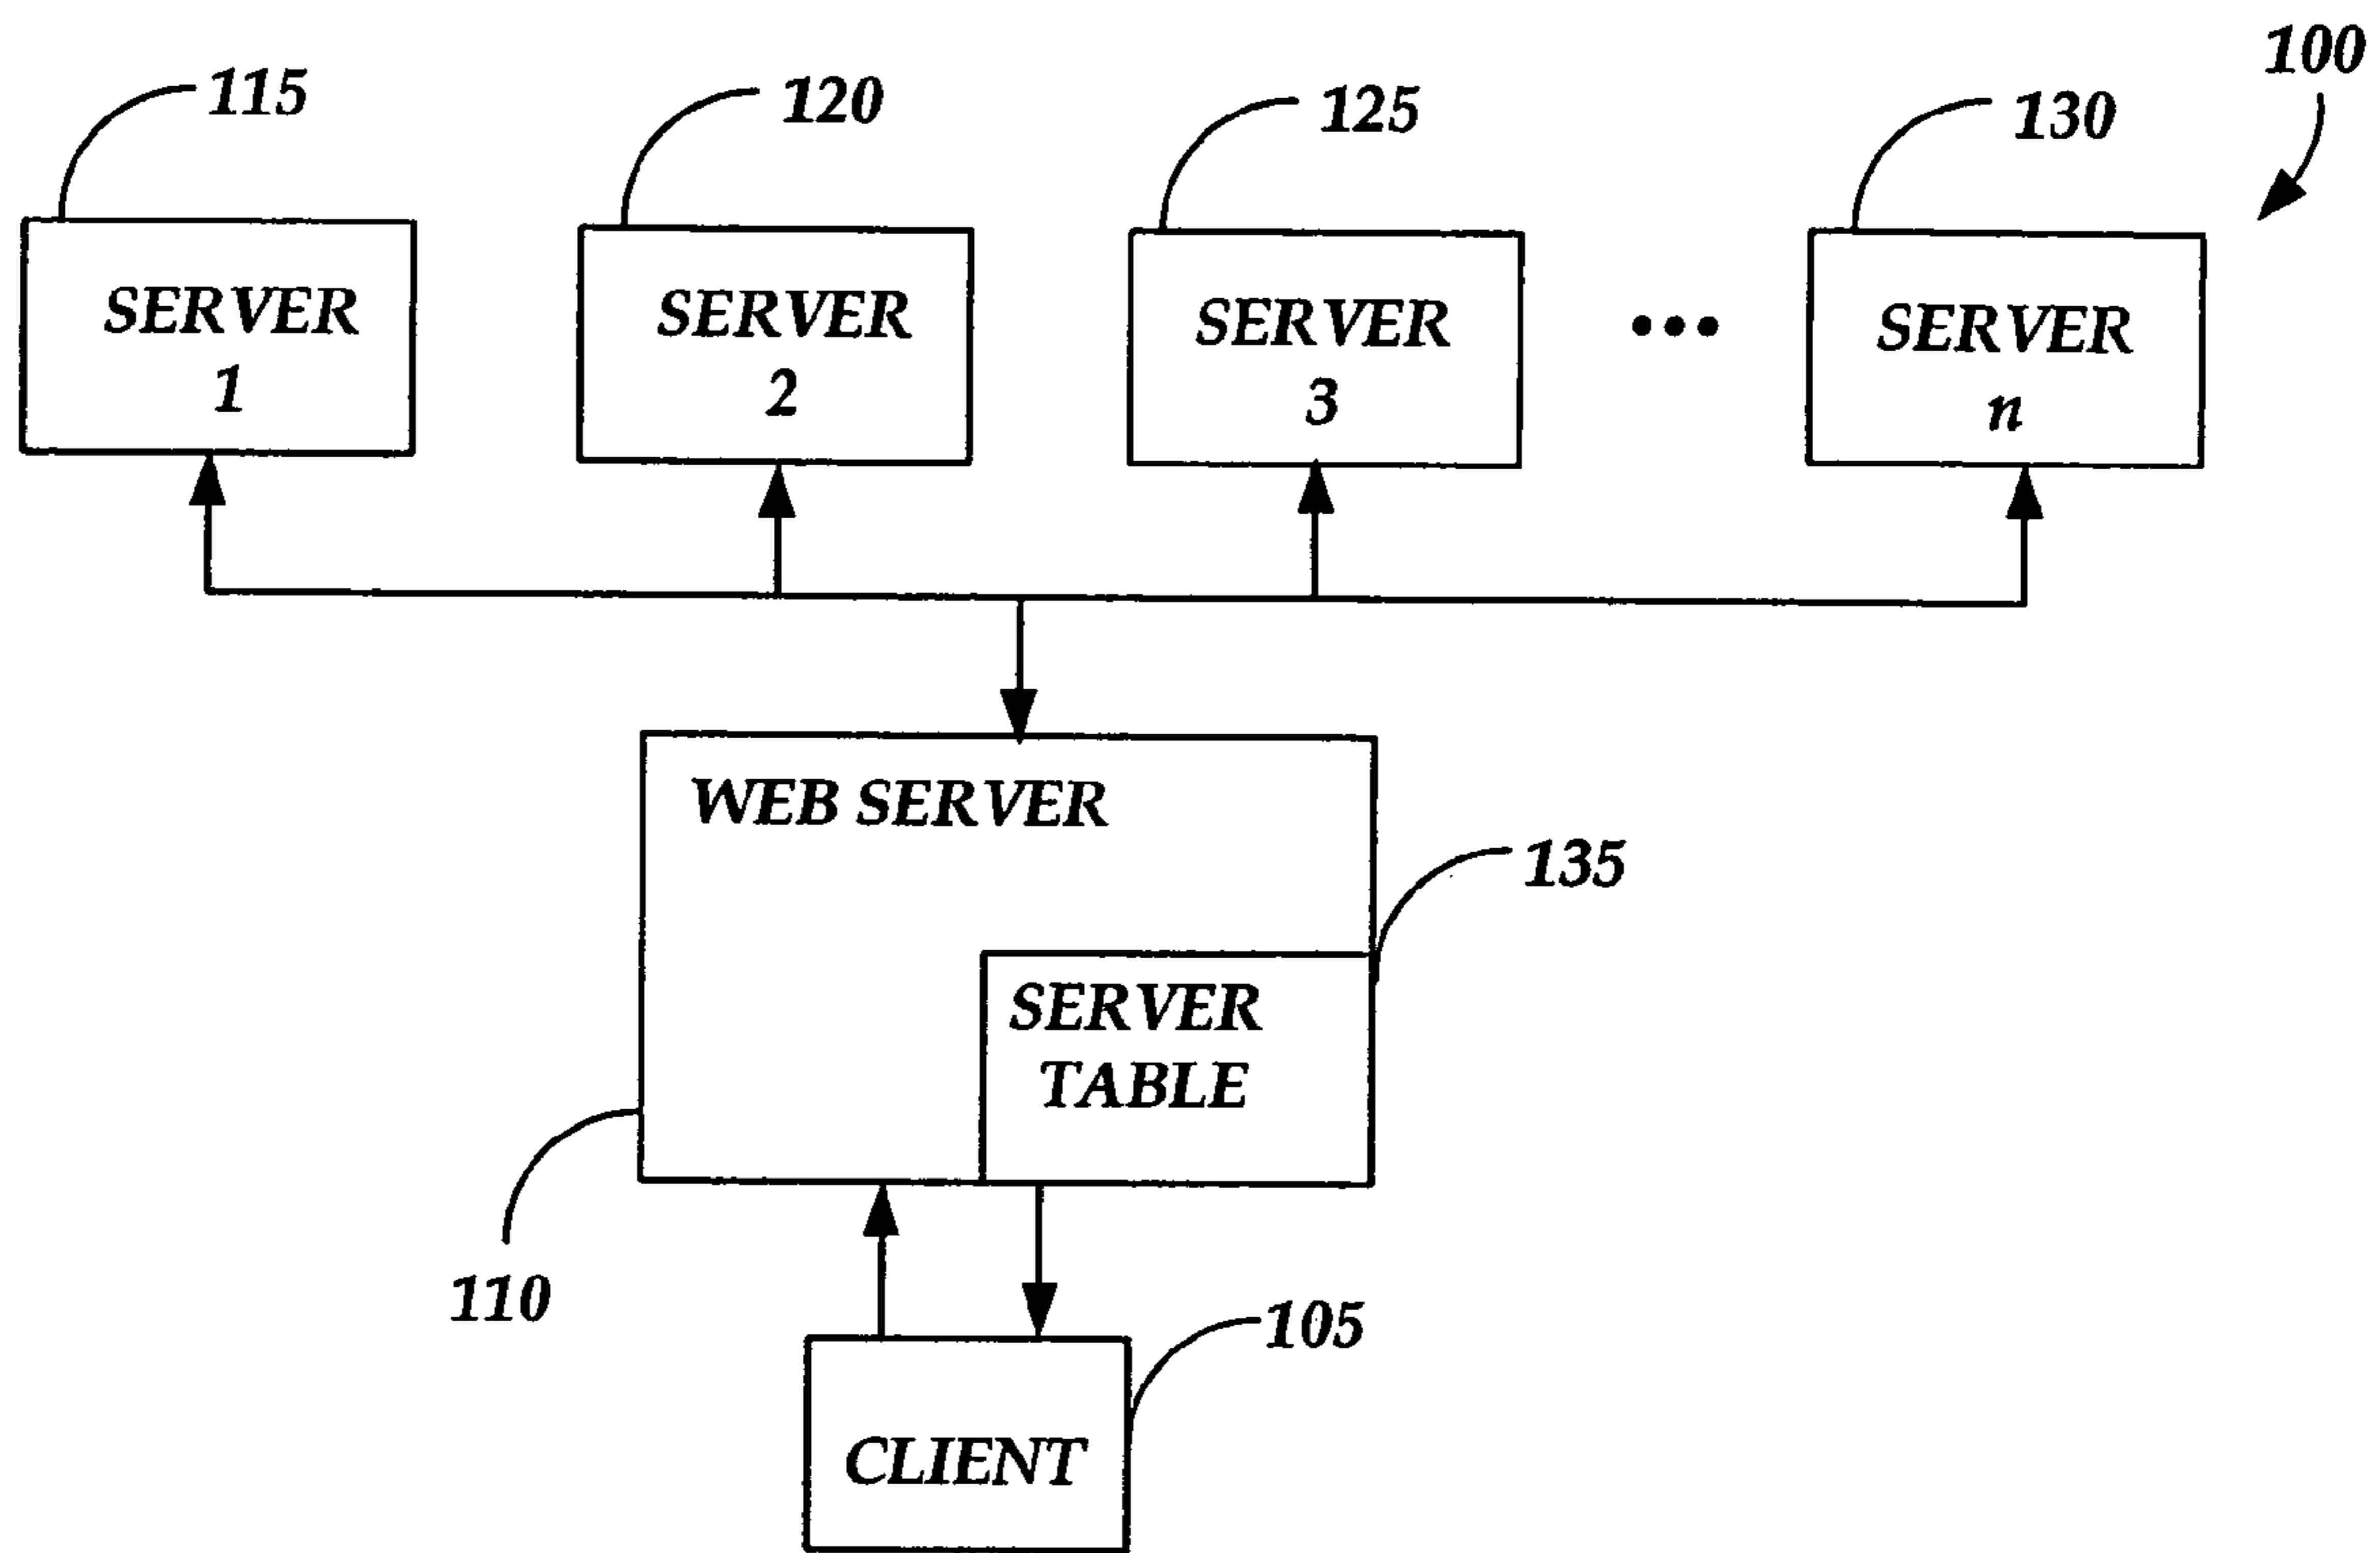 100
115
120
125
130
SERVER
1
SERVER
2
SERVER
3
•••
SERVER
n
WEB SERVER
135
SERVER
TABLE
110
105
CLIENT